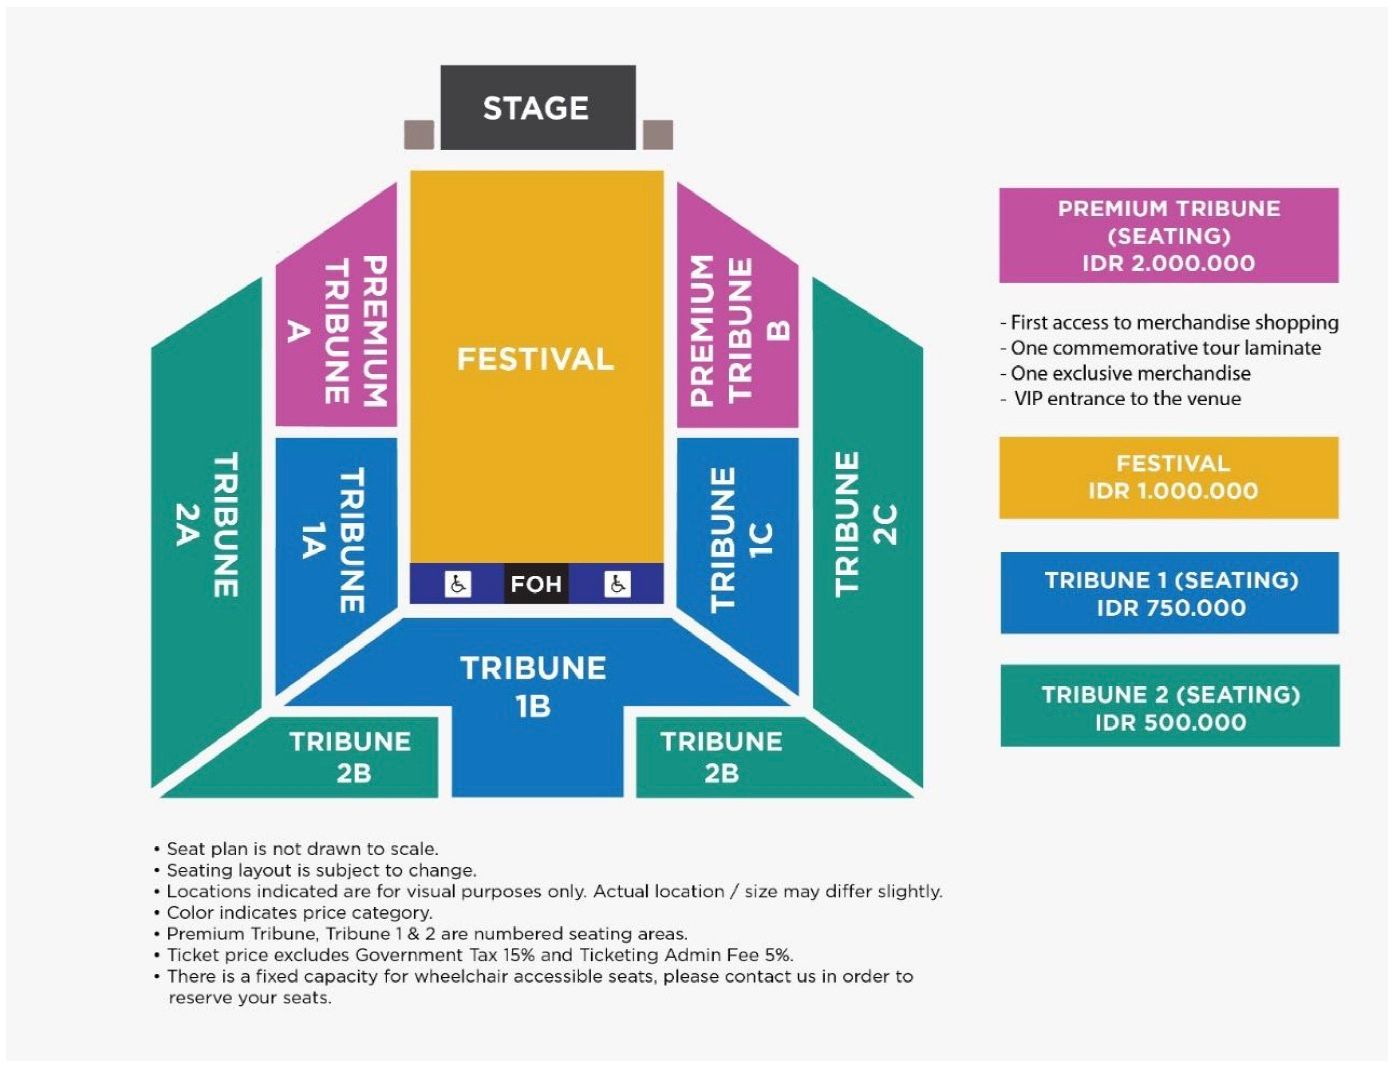 STAGE
PREMIUM
TRIBUNE
A
FESTIVAL
PREMIUM
TRIBUNE
B
TRIBUNE
2A
TRIBUNE
1A
TRIBUNE
1C
TRIBUNE
2C
FOH
TRIBUNE
1B
TRIBUNE
2B
TRIBUNE
2B
PREMIUM TRIBUNE
(SEATING)
IDR 2.000.000
- First access to merchandise shopping
- One commemorative tour laminate
- One exclusive merchandise
- VIP entrance to the venue
FESTIVAL
IDR 1.000.000
TRIBUNE 1 (SEATING)
IDR 750.000
TRIBUNE 2 (SEATING)
IDR 500.000
• Seat plan is not drawn to scale.
• Seating layout is subject to change.
• Locations indicated are for visual purposes only. Actual location / size may differ slightly.
• Color indicates price category.
• Premium Tribune, Tribune 1 & 2 are numbered seating areas.
• Ticket price excludes Government Tax 15% and Ticketing Admin Fee 5%.
• There is a fixed capacity for wheelchair accessible seats, please contact us in order to
reserve your seats.